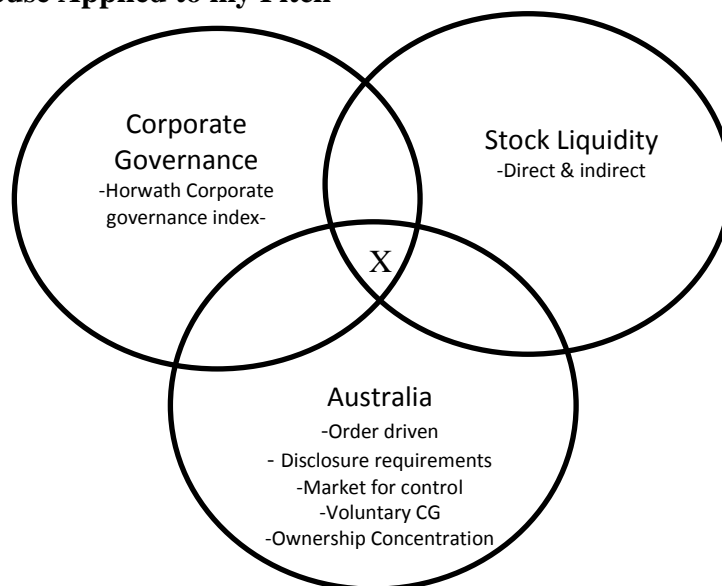 Applied to my Pitch
Corporate
Governance
-Horwath Corporate
governance index-
Stock Liquidity
-Direct & indirect
X
Australia
-Order driven
- Disclosure requirements
-Market for control
-Voluntary CG
-Ownership Concentration